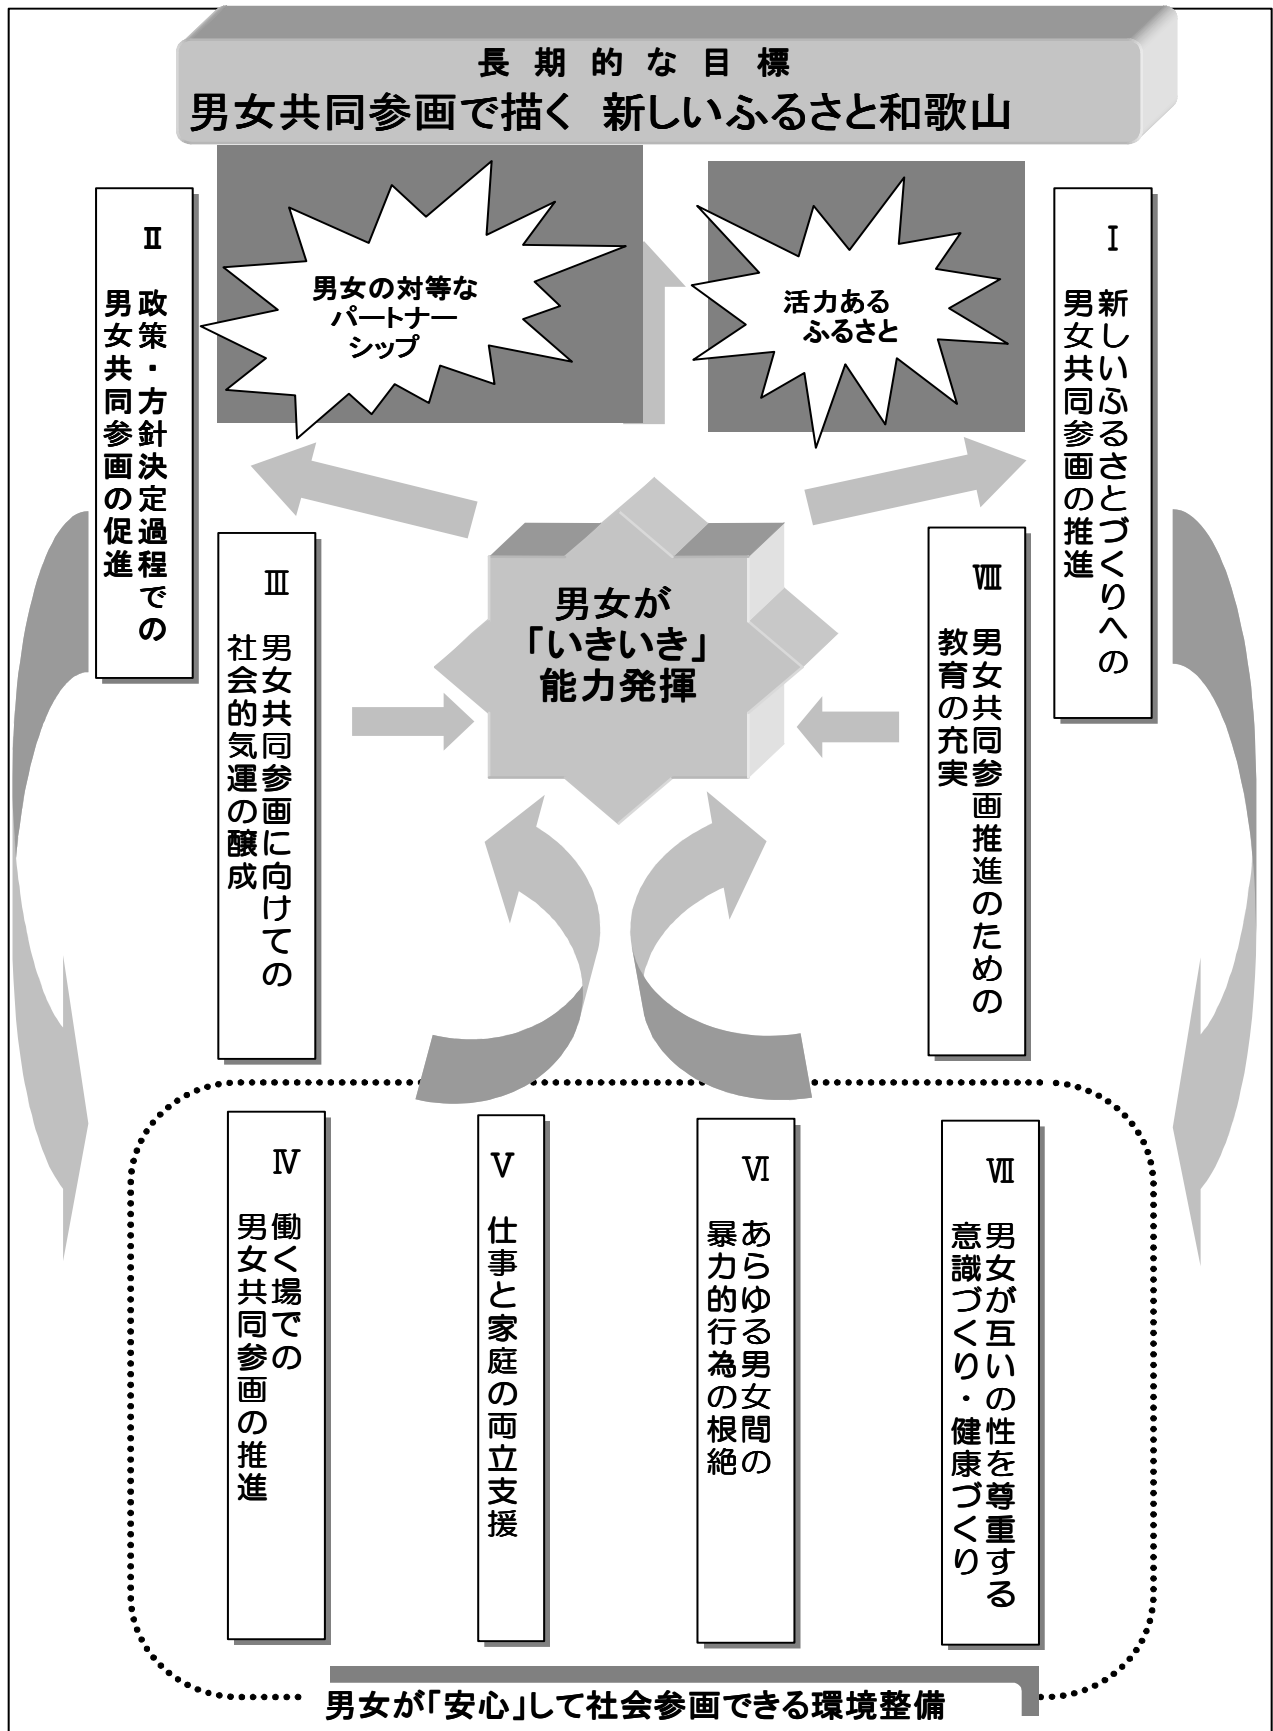 長期的な目標
男女共同参画で描く 新しいふるさと和歌山
男女の対等な
パートナー
シップ
活力ある
ふるさと
Ⅰ 新しいふるさとづくりへの
男女共同参画の推進
Ⅱ 政策・方針決定過程での
男女共同参画の促進
男女が
「いきいき」
能力発揮
Ⅲ 男女共同参画に向けての
社会的気運の醸成
Ⅷ 男女共同参画推進のための
教育の充実
Ⅳ 働く場での
男女共同参画の推進
Ⅴ 仕事と家庭の両立支援
Ⅵ あらゆる男女間の
暴力的行為の根絶
Ⅶ 男女が互いの性を尊重する
意識づくり・健康づくり
男女が「安心」して社会参画できる環境整備